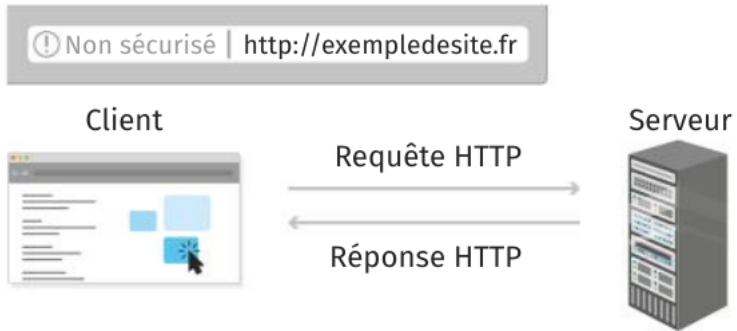 Non sécurisé | http://exempledesite.fr
Client
Serveur
Requête HTTP
Réponse HTTP